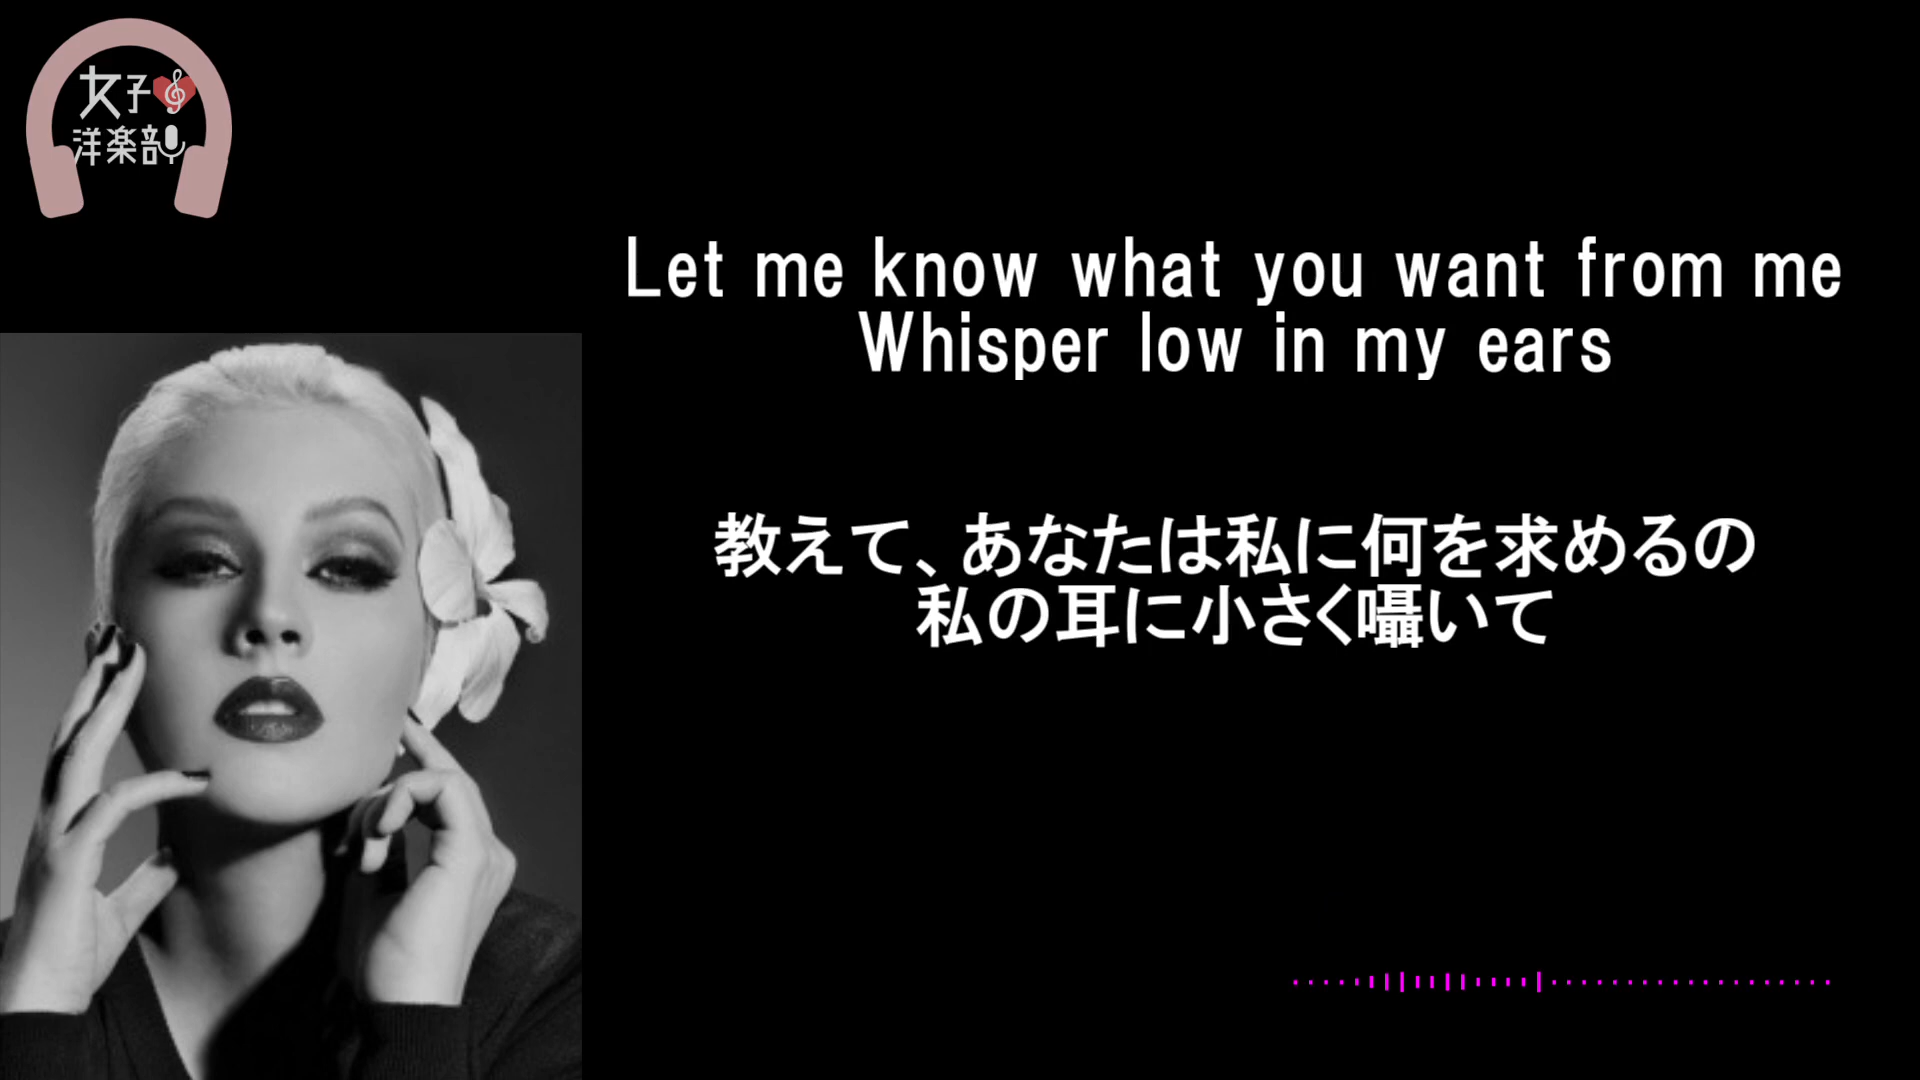 女子
洋楽部
Let me know what you want from me
Whisper low in my ears
教えて、あなたは私に何を求めるの
私の耳に小さく囁いて